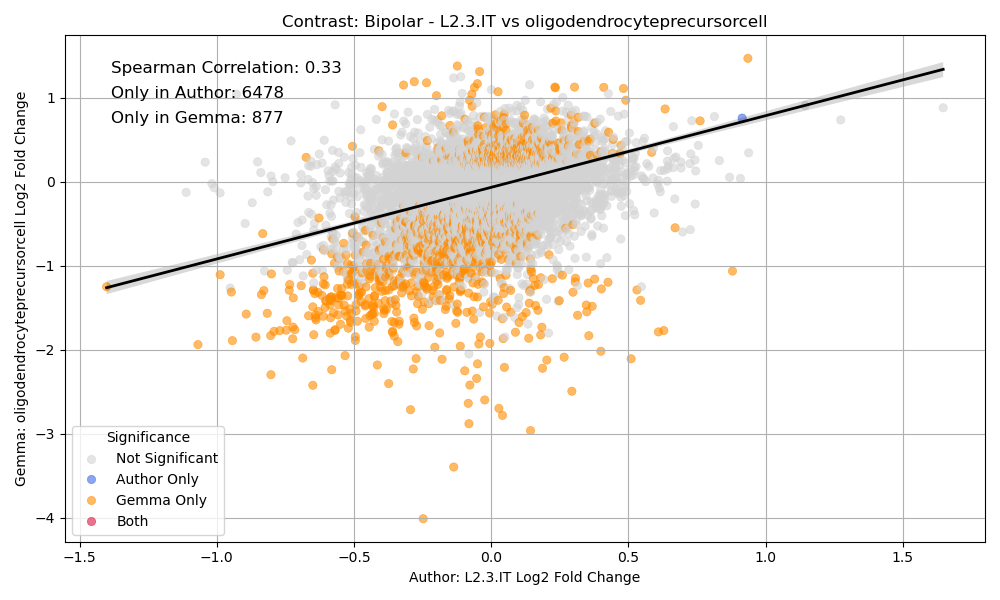 Contrast: Bipolar - L2.3.IT vs oligodendrocyteprecursorcell
Spearman Correlation: 0.33
Only in Author: 6478
Only in Gemma: 877
Gemma: oligodendrocyteprecursorcell Log2 Fold Change
1
0
−1
−2
−3
−4
Significance
Not Significant
Author Only
Gemma Only
Both
−1.5
−1.0
−0.5
0.0
0.5
1.0
1.5
Author: L2.3.IT Log2 Fold Change